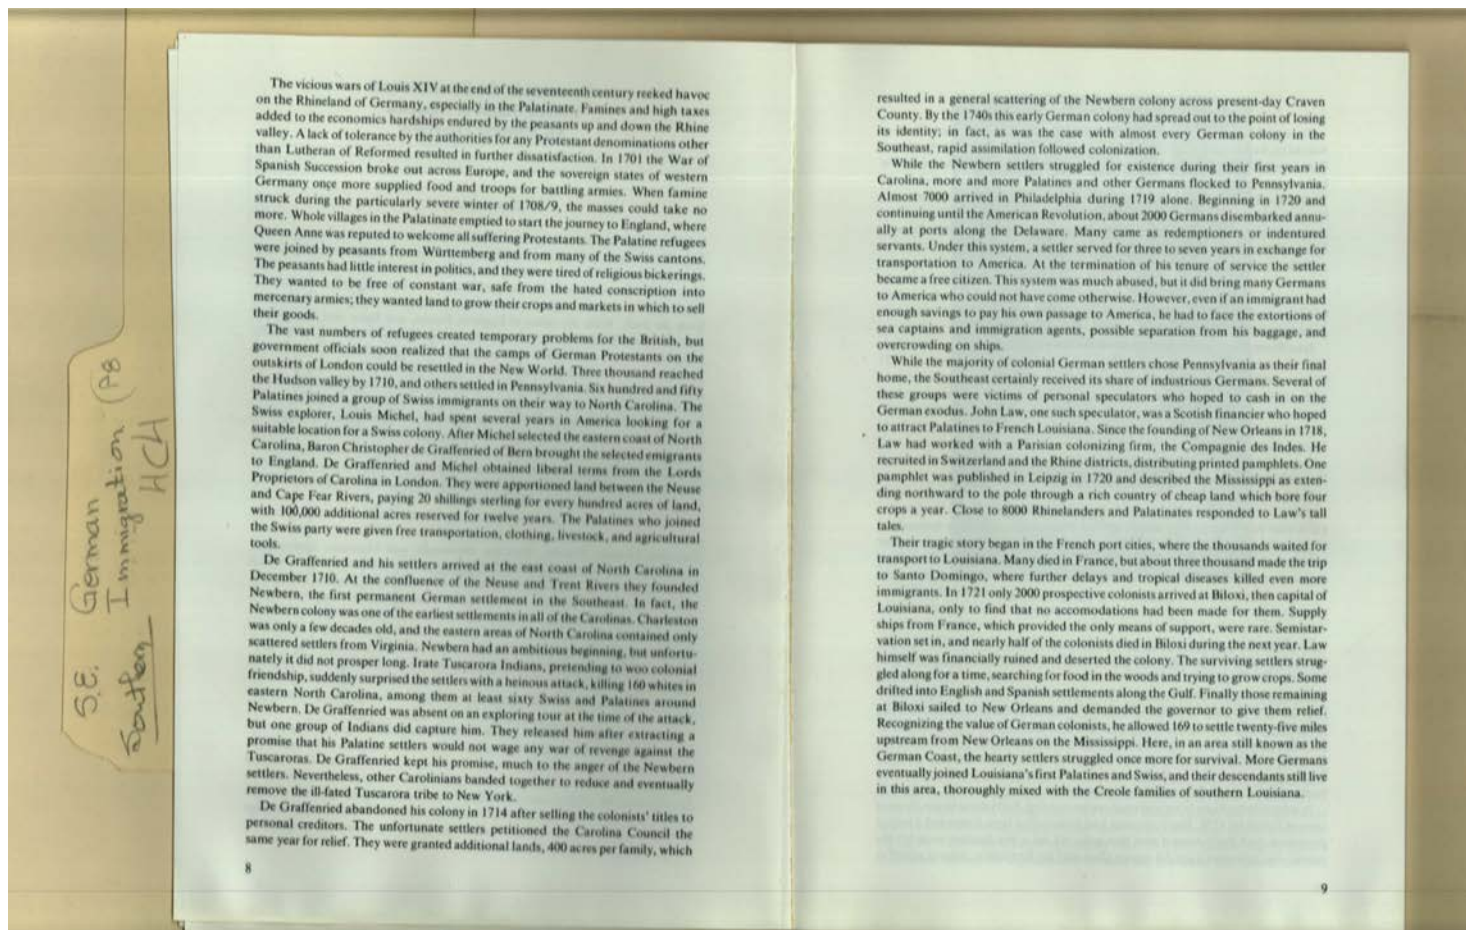 S.E. German
Southern Immigration (P8
HCH
The vicious wars of Louis XIV at the end of the seventeenth century reeked havoc
on the Rhineland of Germany, especially in the Palatinate. Famines and high taxes
added to the economics hardships endured by the peasants up and down the Rhine
valley. A lack of tolerance by the authorities for any Protestant denominations other
than Lutheran of Reformed resulted in further dissatisfaction. In 1701 the War of
Spanish Succession broke out across Europe, and the sovereign states of western
Germany once more supplied food and troops for battling armies. When famine
struck during the particularly severe winter of 1708/9, the masses could take no
more. Whole villages in the Palatinate emptied to start the journey to England, where
Queen Anne was reputed to welcome all suffering Protestants. The Palatine refugees
were joined by peasants from Württemberg and from many of the Swiss cantons.
The peasants had little interest in politics, and they were tired of religious bickerings.
They wanted to be free of constant war, safe from the hated conscription into
mercenary armies; they wanted land to grow their crops and markets in which to sell
their goods.
The vast numbers of refugees created temporary problems for the British, but
government officials soon realized that the camps of German Protestants on the
outskirts of London could be resettled in the New World. Three thousand reached
the Hudson valley by 1710, and others settled in Pennsylvania. Six hundred and fifty
Palatines joined a group of Swiss immigrants on their way to North Carolina. The
Swiss explorer, Louis Michel, had spent several years in America looking for a
suitable location for a Swiss colony. After Michel selected the eastern coast of North
Carolina, Baron Christopher de Graffenried of Bern brought the selected emigrants
to England. De Graffenried and Michel obtained liberal terms from the Lords
Proprietors of Carolina in London. They were apportioned land between the Neuse
and Cape Fear Rivers, paying 20 shillings sterling for every hundred acres of land,
with 100,000 additional acres reserved for twelve years. The Palatines who joined
the Swiss party were given free transportation, clothing, livestock, and agricultural
tools.
De Graffenried and his settlers arrived at the east coast of North Carolina in
December 1710. At the confluence of the Neuse and Trent Rivers they founded
Newbern, the first permanent German settlement in the Southeast. In fact, the
Newbern colony was one of the earliest settlements in all of the Carolinas. Charleston
was only a few decades old, and the eastern areas of North Carolina contained only
scattered settlers from Virginia. Newbern had an ambitious beginning, but unfortu-
nately it did not prosper long. Irate Tuscarora Indians, pretending to woo colonial
friendship, suddenly surprised the settlers with a heinous attack, killing 160 whites in
eastern North Carolina, among them at least sixty Swiss and Palatines around
Newbern. De Graffenried was absent on an exploring tour at the time of the attack,
but one group of Indians did capture him. They released him after extracting a
promise that his Palatine settlers would not wage any war of revenge against the
Tuscaroras. De Graffenried kept his promise, much to the anger of the Newbern
settlers. Nevertheless, other Carolinians banded together to reduce and eventually
remove the ill-fated Tuscarora tribe to New York.
De Graffenried abandoned his colony in 1714 after selling the colonists' titles to
personal creditors. The unfortunate settlers petitioned the Carolina Council the
same year for relief. They were granted additional lands, 400 acres per family, which
8
resulted in a general scattering of the Newbern colony across present-day Craven
County. By the 1740s this early German colony had spread out to the point of losing
its identity; in fact, as was the case with almost every German colony in the
Southeast, rapid assimilation followed colonization.
While the Newbern settlers struggled for existence during their first years in
Carolina, more and more Palatines and other Germans flocked to Pennsylvania.
Almost 7000 arrived in Philadelphia during 1719 alone. Beginning in 1720 and
continuing until the American Revolution, about 2000 Germans disembarked annu-
ally at ports along the Delaware. Many came as redemptioners or indentured
servants. Under this system, a settler served for three to seven years in exchange for
transportation to America. At the termination of his tenure of service the settler
became a free citizen. This system was much abused, but it did bring many Germans
to America who could not have come otherwise. However, even if an immigrant had
enough savings to pay his own passage to America, he had to face the extortions of
sea captains and immigration agents, possible separation from his baggage, and
overcrowding on ships.
While the majority of colonial German settlers chose Pennsylvania as their final
home, the Southeast certainly received its share of industrious Germans. Several of
these groups were victims of personal speculators who hoped to cash in on the
German exodus. John Law, one such speculator, was a Scotish financier who hoped
to attract Palatines to French Louisiana. Since the founding of New Orleans in 1718,
Law had worked with a Parisian colonizing firm, the Compagnie des Indes. He
recruited in Switzerland and the Rhine districts, distributing printed pamphlets. One
pamphlet was published in Leipzig in 1720 and described the Mississippi as exten-
ding northward to the pole through a rich country of cheap land which bore four
crops a year. Close to 8000 Rhinelanders and Palatinates responded to Law's tall
tales.
Their tragic story began in the French port cities, where the thousands waited for
transport to Louisiana. Many died in France, but about three thousand made the trip
to Santo Domingo, where further delays and tropical diseases killed even more
immigrants. In 1721 only 2000 prospective colonists arrived at Biloxi, then capital of
Louisiana, only to find that no accomodations had been made for them. Supply
ships from France, which provided the only means of support, were rare. Semistar-
vation set in, and nearly half of the colonists died in Biloxi during the next year. Law
himself was financially ruined and deserted the colony. The surviving settlers strug-
gled along for a time, searching for food in the woods and trying to grow crops. Some
drifted into English and Spanish settlements along the Gulf. Finally those remaining
at Biloxi sailed to New Orleans and demanded the governor to give them relief.
Recognizing the value of German colonists, he allowed 169 to settle twenty-five miles
upstream from New Orleans on the Mississippi. Here, in an area still known as the
German Coast, the hearty settlers struggled once more for survival. More Germans
eventually joined Louisiana's first Palatines and Swiss, and their descendants still live
in this area, thoroughly mixed with the Creole families of southern Louisiana.
9